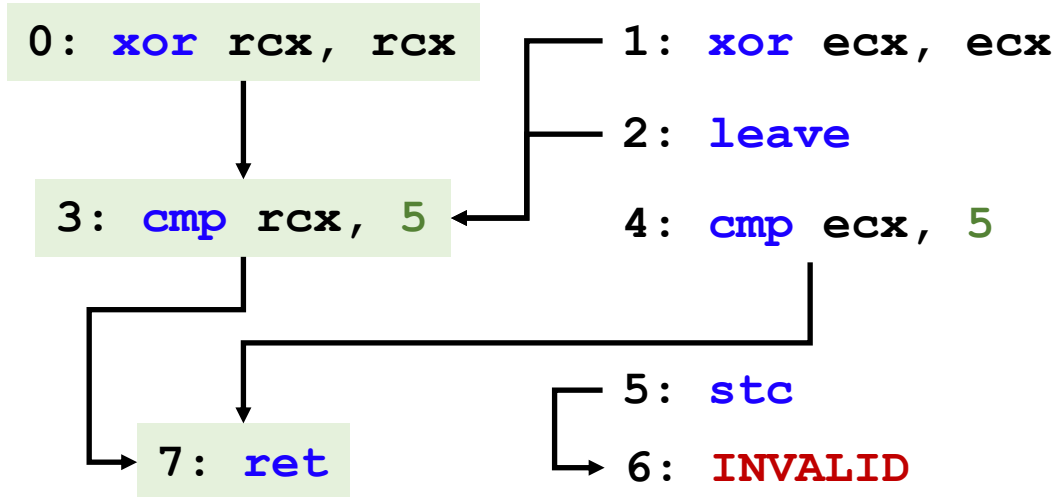 0: xor rcx, rcx
1: xor ecx, ecx
2: leave
3: cmp rcx, 5
4: cmp ecx, 5
5: stc
6: INVALID
7: ret